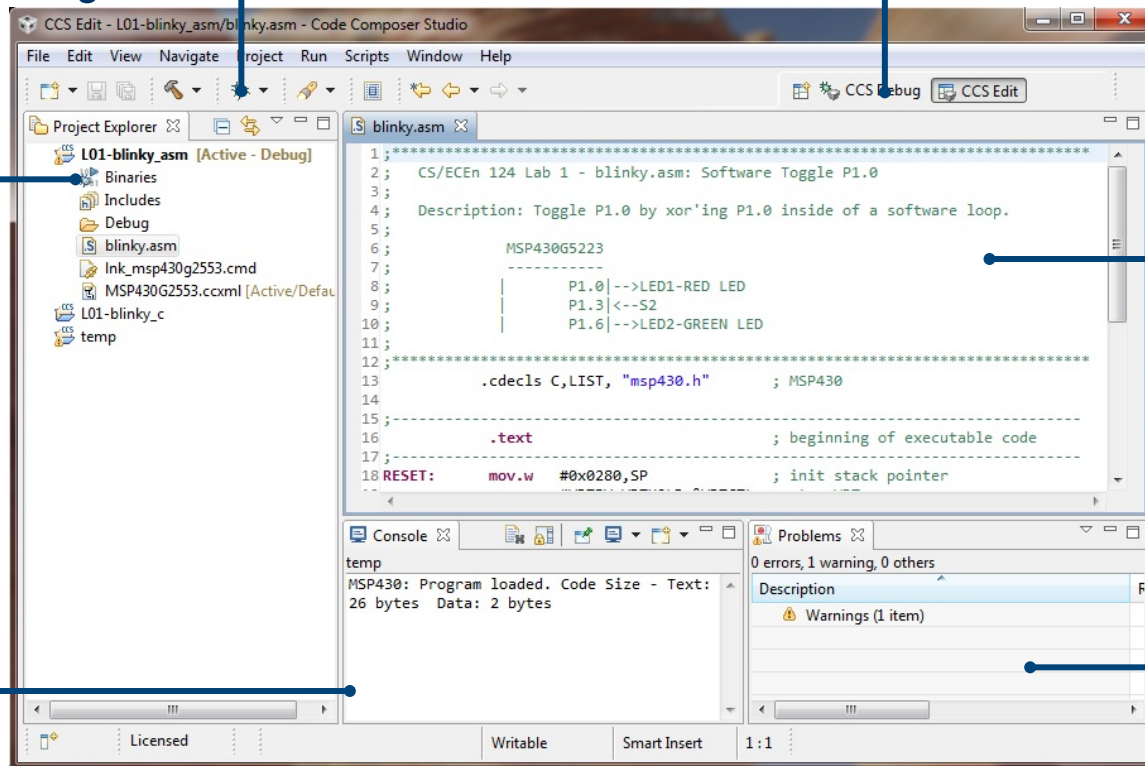 CCS Edit - L01-blinky_asm/blinky.asm - Code Composer Studio
File Edit View Navigate Project Run Scripts Window Help
CCS Debug CCS Edit
Project Explorer
L01-blinky_asm [Active - Debug]
Binaries
Includes
Debug
blinky.asm
lnk_msp430g2553.cmd
MSP430G2553.ccxml [Active/Defau
L01-blinky_c
temp
blinky.asm
1 ;*******************************************************************************
2 ;   CS/ECEn 124 Lab 1 - blinky.asm: Software Toggle P1.0
3 ;
4 ;   Description: Toggle P1.0 by xor'ing P1.0 inside of a software loop.
5 ;
6 ;             MSP430G5223
7 ;             -----------
8 ;            |       P1.0|-->LED1-RED LED
9 ;            |       P1.3|<--S2
10 ;            |       P1.6|-->LED2-GREEN LED
11 ;
12 ;*******************************************************************************
13            .cdecls C,LIST, "msp430.h"       ; MSP430
14
15 ;------------------------------------------------------------------------------
16            .text                            ; beginning of executable code
17 ;------------------------------------------------------------------------------
18 RESET:      mov.w   #0x0280,SP              ; init stack pointer
Console
temp
MSP430: Program loaded. Code Size - Text:
26 bytes  Data: 2 bytes
Problems
0 errors, 1 warning, 0 others
Description
R
Warnings (1 item)
Licensed
Writable
Smart Insert
1:1